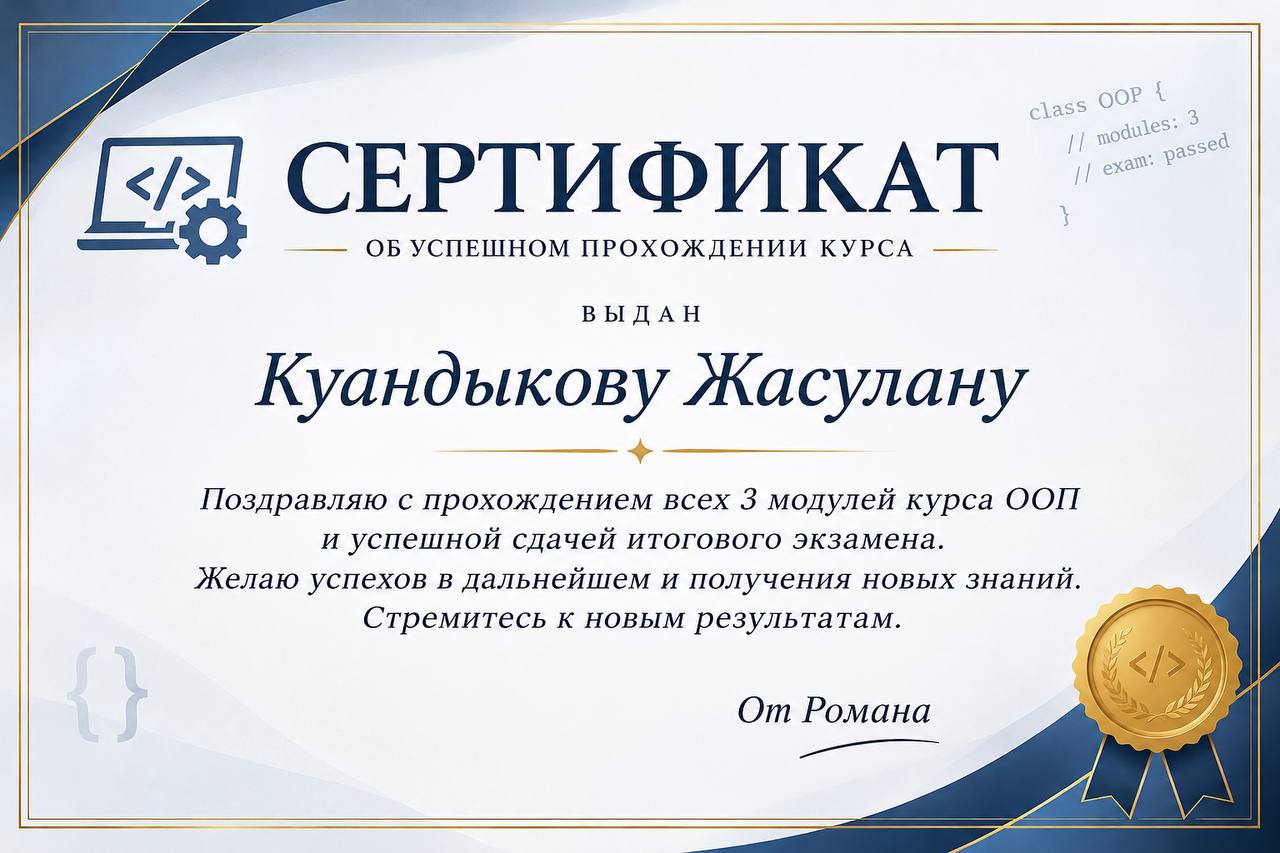 СЕРТИФИКАТ
ОБ УСПЕШНОМ ПРОХОЖДЕНИИ КУРСА
ВЫДАН
Куандыкову Жасулану
Поздравляю с прохождением всех 3 модулей курса ООП
и успешной сдачей итогового экзамена.
Желаю успехов в дальнейшем и получения новых знаний.
Стремитесь к новым результатам.
От Романа
class OOP {
// modules: 3
// exam: passed
}
</>
{}
</>